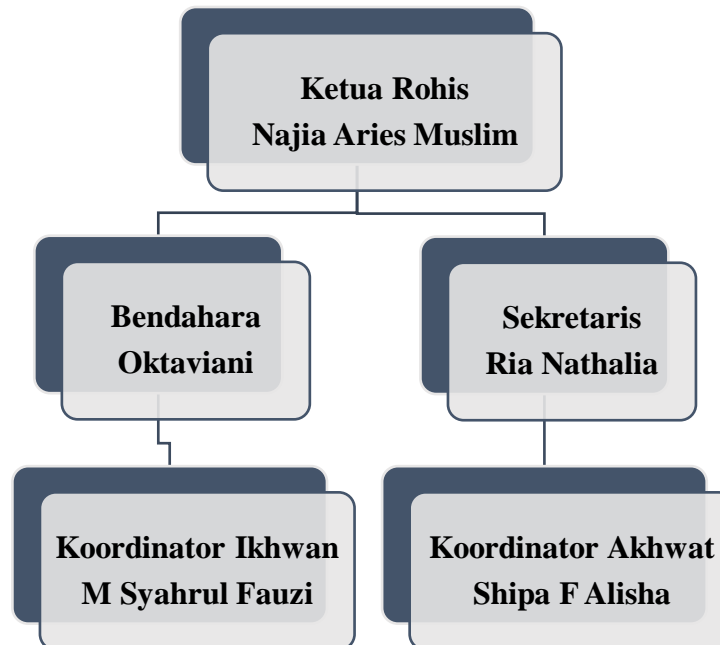 Ketua Rohis
Najia Aries Muslim
Bendahara
Oktaviani
Sekretaris
Ria Nathalia
Koordinator Ikhwan
M Syahrul Fauzi
Koordinator Akhwat
Shipa F Alisha